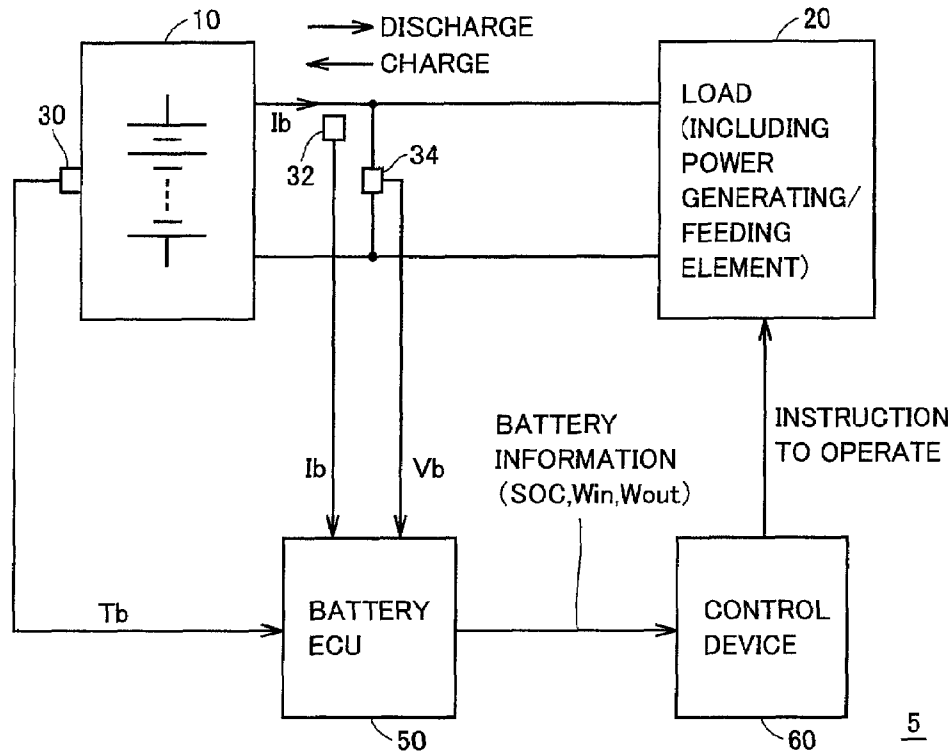 10
DISCHARGE
CHARGE
20
30
Ib
32
34
LOAD
(INCLUDING
POWER
GENERATING/
FEEDING
ELEMENT)
Ib
Vb
BATTERY
INFORMATION
(SOC,Win,Wout)
INSTRUCTION
TO OPERATE
Tb
BATTERY
ECU
CONTROL
DEVICE
50
60
5